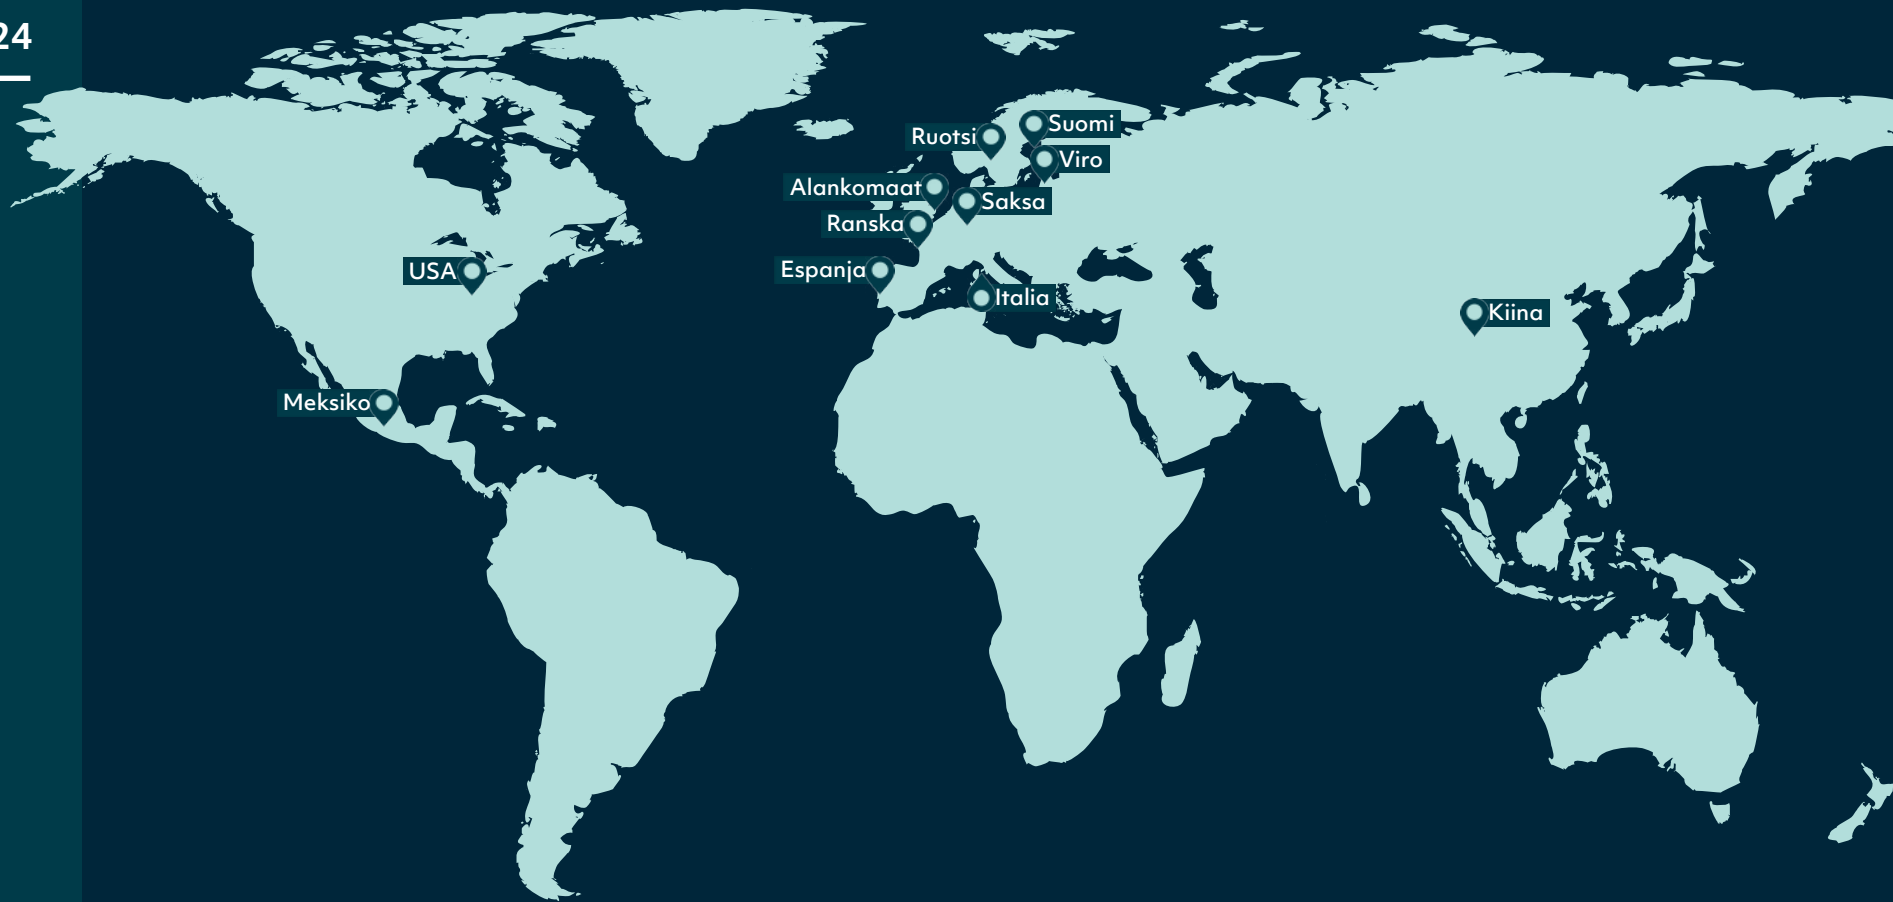 24
Suomi
Ruotsi
Viro
Alankomaat
Saksa
Ranska
Espanja
USA
Italia
Kiina
Meksiko